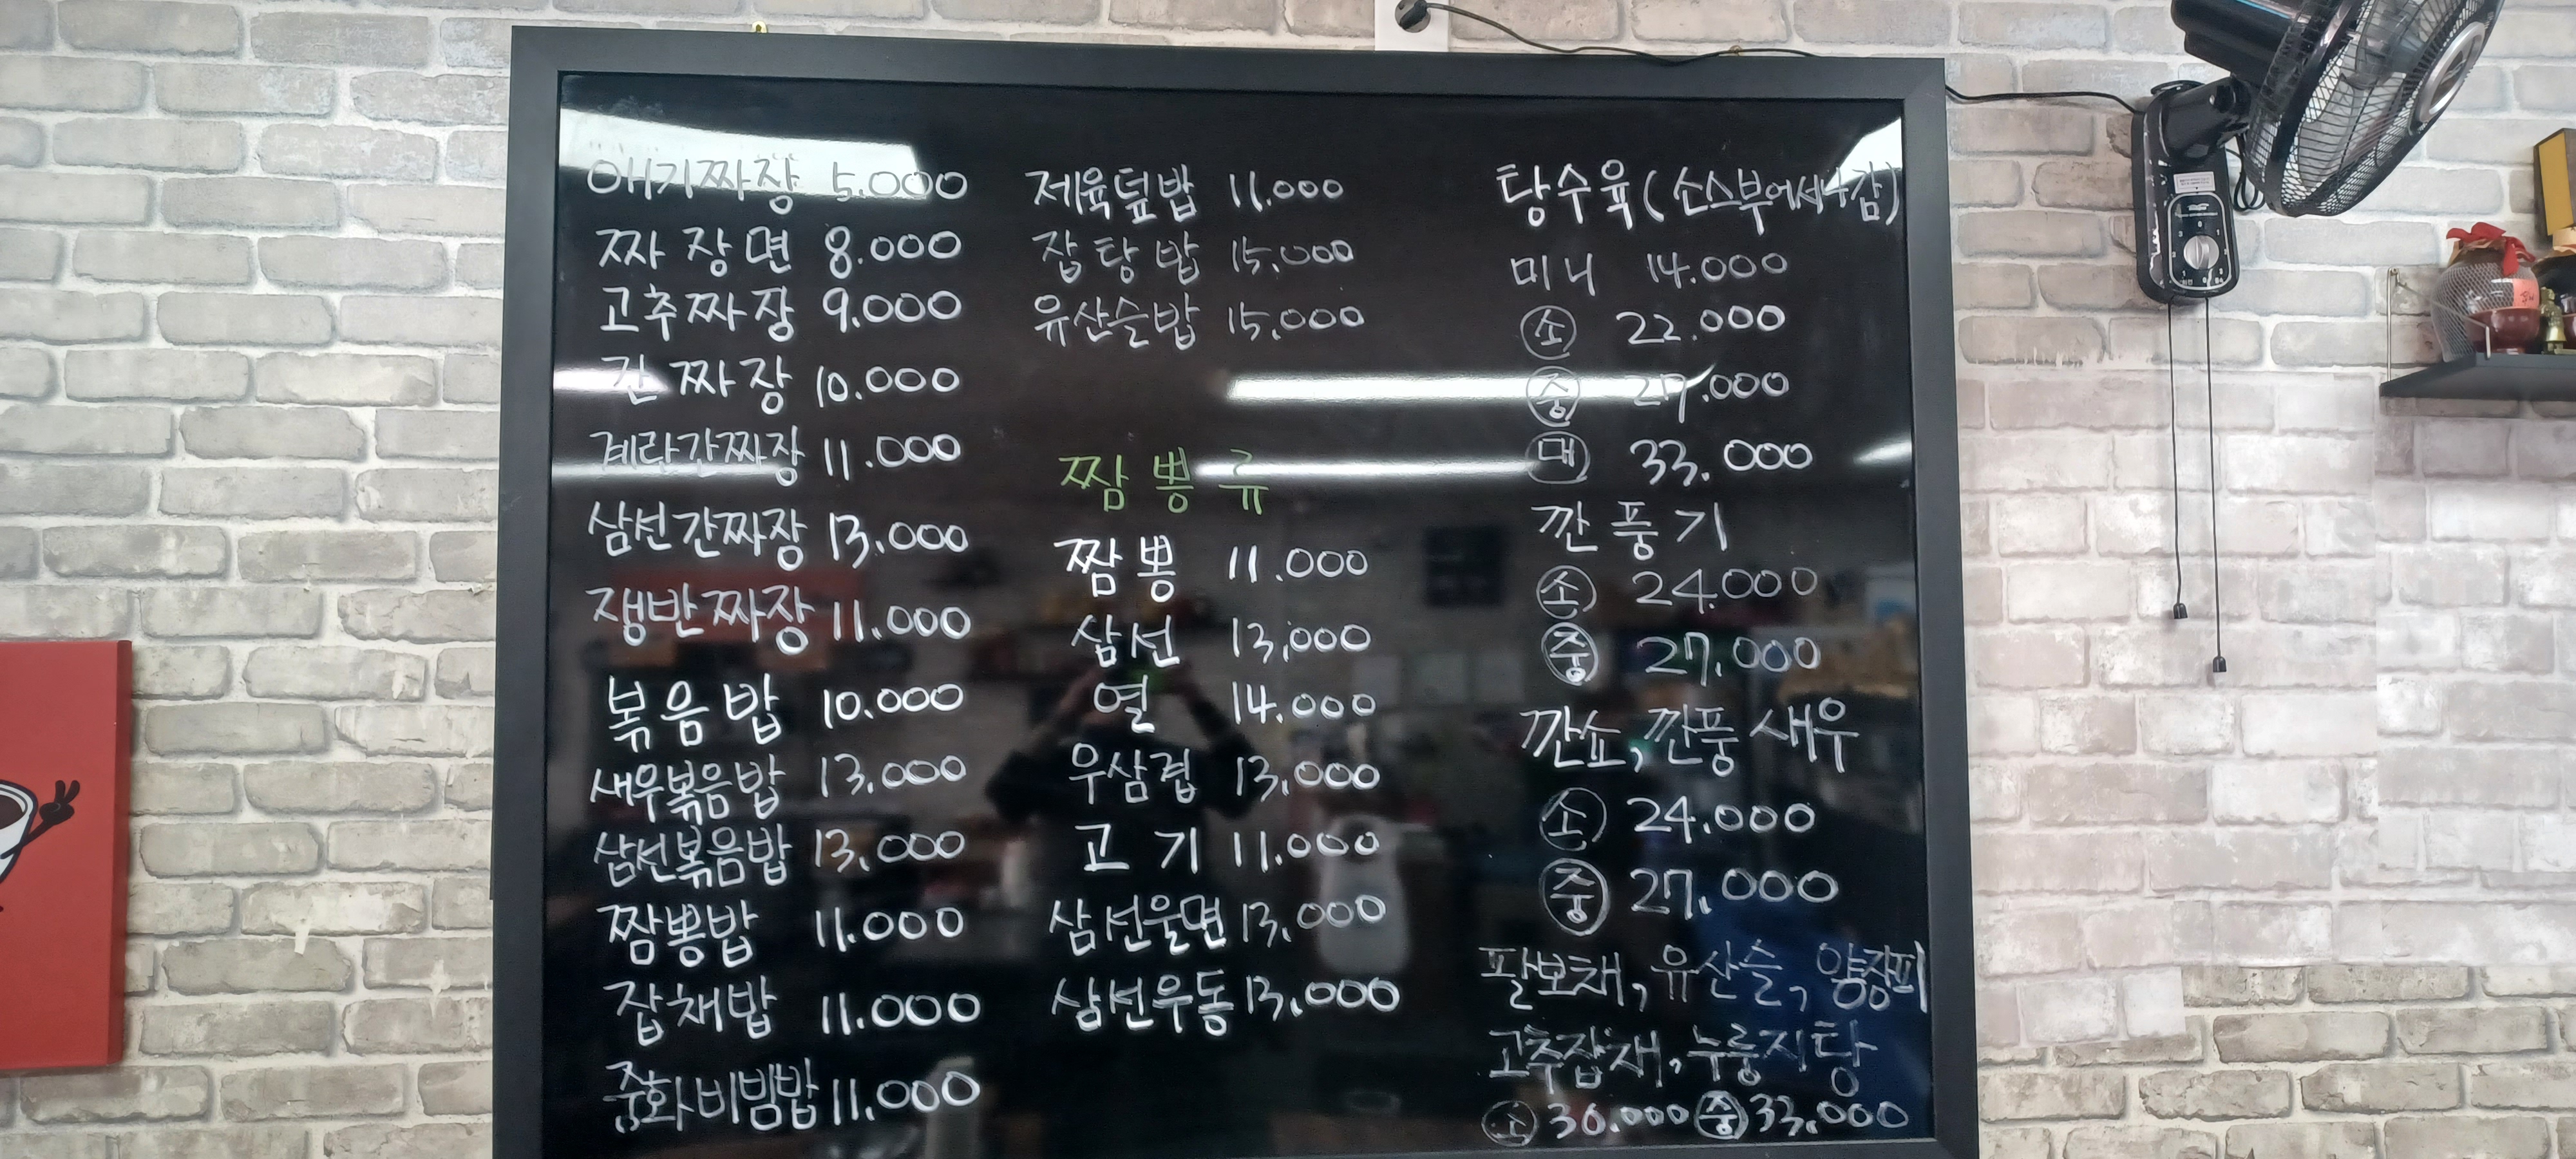 애기짜장 5.000
짜장면 8.000
고추짜장 9.000
간짜장 10.000
계란간짜장 11.000
삼선간짜장 13.000
쟁반짜장 11.000
볶음밥 10.000
새우볶음밥 13.000
삼선볶음밥 13.000
짬뽕밥 11.000
잡채밥 11.000
중화비빔밥 11.000
제육덮밥 11.000
잡탕밥 15.000
유산슬밥 15.000
짬뽕류
짬뽕 11.000
삼선 13,000
열 14.000
우삼겹 13,000
고기 11.000
삼선울면 13,000
삼선우동 13,000
탕수육(소스부어세나감)
미니 14.000
소 22.000
중 27.000
대 33.000
깐풍기
소 24.000
중 27.000
깐쇼, 깐풍새우
소 24.000
중 27.000
팔보채, 유산슬, 양장피
고추잡채, 누룽지탕
소 30.000 중 33.000